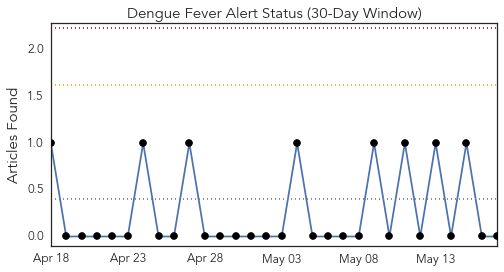 Dengue Fever Alert Status (30-Day Window)
2.0
1.5
1.0
0.5
0.0
Articles Found
Apr 18 Apr 23 Apr 28 May 03 May 08 May 13